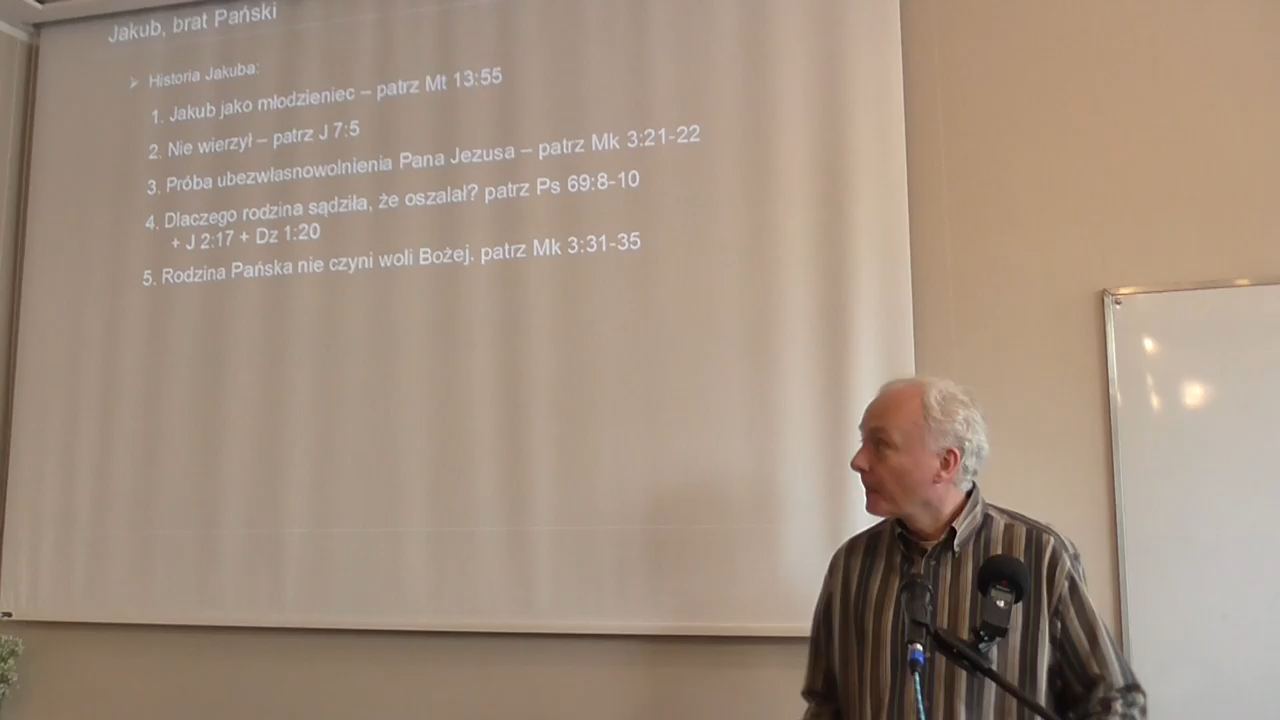 Jakub, brat Pański
➢ Historia Jakuba:
1. Jakub jako młodzieniec – patrz Mt 13:55
2. Nie wierzył – patrz J 7:5
3. Próba ubezwłasnowolnienia Pana Jezusa – patrz Mk 3:21-22
4. Dlaczego rodzina sądziła, że oszalał? patrz Ps 69:8-10
+ J 2:17 + Dz 1:20
5. Rodzina Pańska nie czyni woli Bożej. patrz Mk 3:31-35